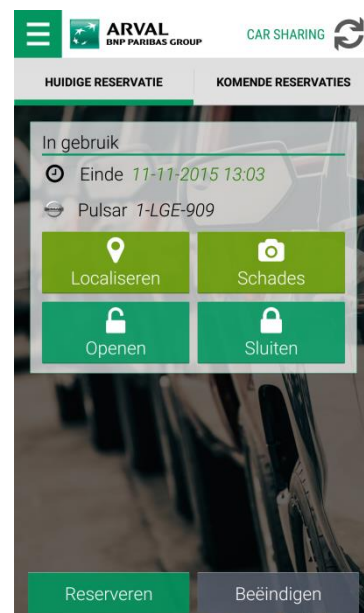 ARVAL
BNP PARIBAS GROUP
CAR SHARING
HUIDIGE RESERVATIE
KOMENDE RESERVATIES
In gebruik
Einde 11-11-2015 13:03
Pulsar 1-LGE-909
Localiseren
Schades
Openen
Sluiten
Reserveren
Beëindigen